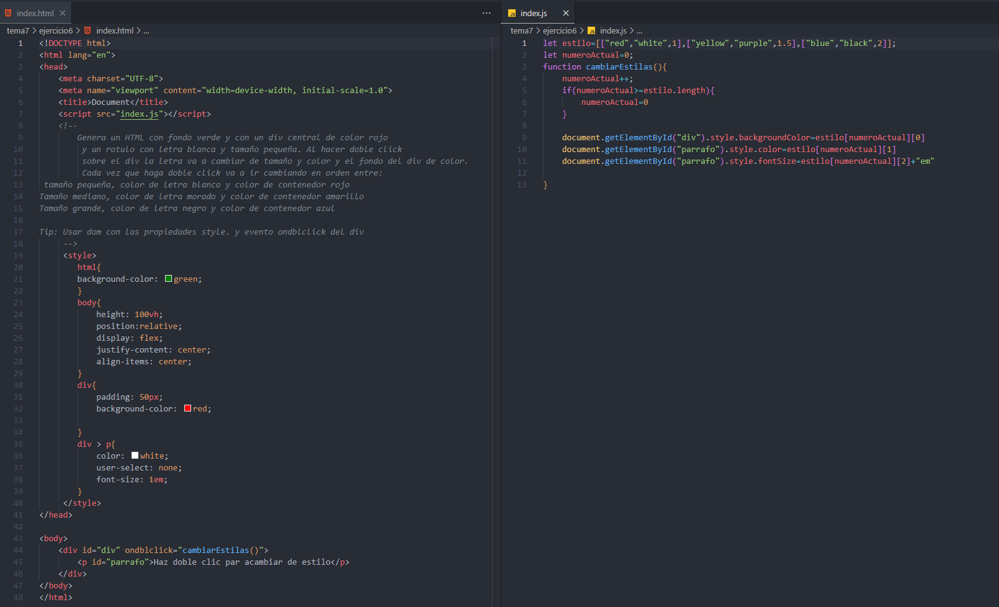 index.html
tema7 > ejercicio6 > index.html > ...
1 <!DOCTYPE html>
2 <html lang="en">
3 <head>
4     <meta charset="UTF-8">
5     <meta name="viewport" content="width=device-width, initial-scale=1.0">
6     <title>Document</title>
7     <script src="index.js"></script>
8     <!--
9         Genera un HTML con fondo verde y con un div central de color rojo
10          y un rotulo con letra blanca y tamaño pequeña. Al hacer doble click
11          sobre el div la letra va a cambiar de tamaño y color y el fondo del div de color.
12          Cada vez que haga doble click va a ir cambiando en orden entre:
13  tamaño pequeña, color de letra blanco y color de contenedor rojo
14 Tamaño mediano, color de letra morado y color de contenedor amarillo
15 Tamaño grande, color de letra negro y color de contenedor azul
16
17 Tip: Usar dom con las propiedades style. y evento ondblclick del div
18      -->
19      <style>
20         html{
21         background-color: green;
22         }
23         body{
24             height: 100vh;
25             position:relative;
26             display: flex;
27             justify-content: center;
28             align-items: center;
29         }
30         div{
31             padding: 50px;
32             background-color: red;
33
34         }
35         div > p{
36             color: white;
37             user-select: none;
38             font-size: 1em;
39         }
40      </style>
41 </head>
42
43 <body>
44     <div id="div" ondblclick="cambiarEstilas()">
45         <p id="parrafo">Haz doble clic par acambiar de estilo</p>
46     </div>
47 </body>
48 </html>
JS index.js
tema7 > ejercicio6 > JS index.js > ...
1 let estilo=[["red","white",1],["yellow","purple",1.5],["blue","black",2]];
2 let numeroActual=0;
3 function cambiarEstilas(){
4     numeroActual++;
5     if(numeroActual>=estilo.length){
6         numeroActual=0
7     }
8
9     document.getElementById("div").style.backgroundColor=estilo[numeroActual][0]
10     document.getElementById("parrafo").style.color=estilo[numeroActual][1]
11     document.getElementById("parrafo").style.fontSize=estilo[numeroActual][2]+"em"
12
13 }